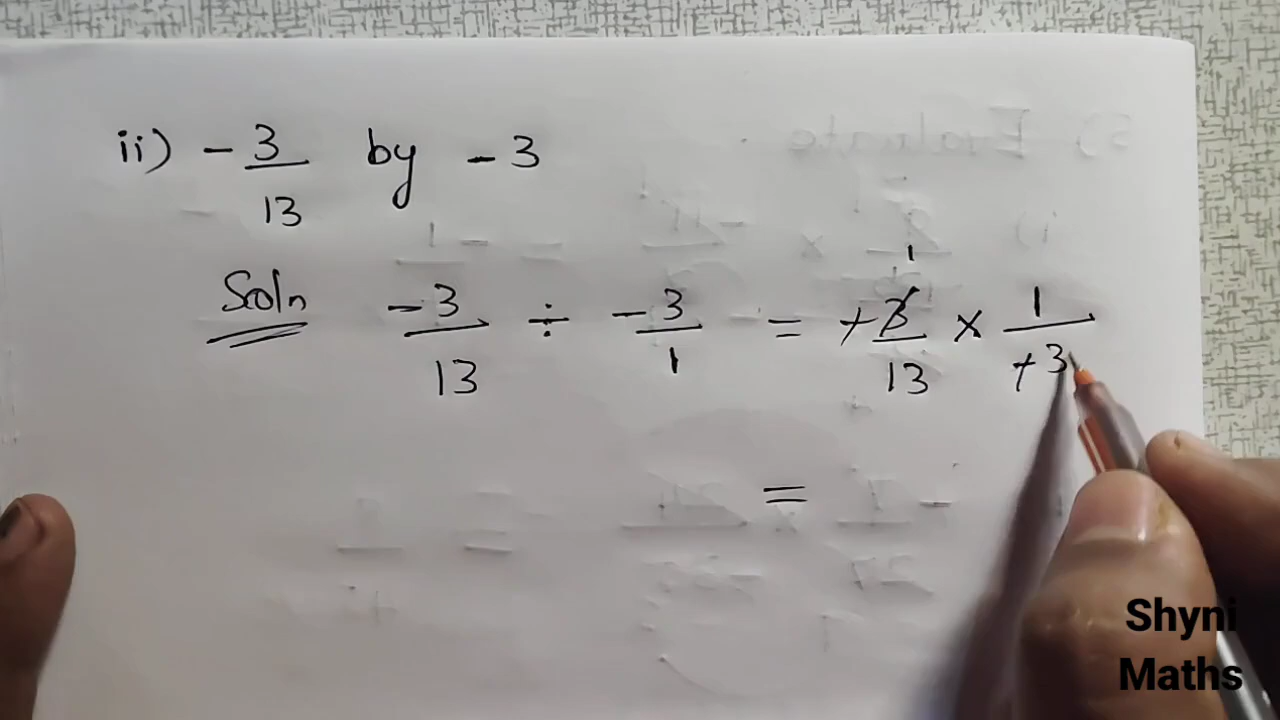 ii) - 3/13 by - 3
Soln -3/13 ÷ -3/1 = +3/13 × 1/+3
=
Shyni
Maths